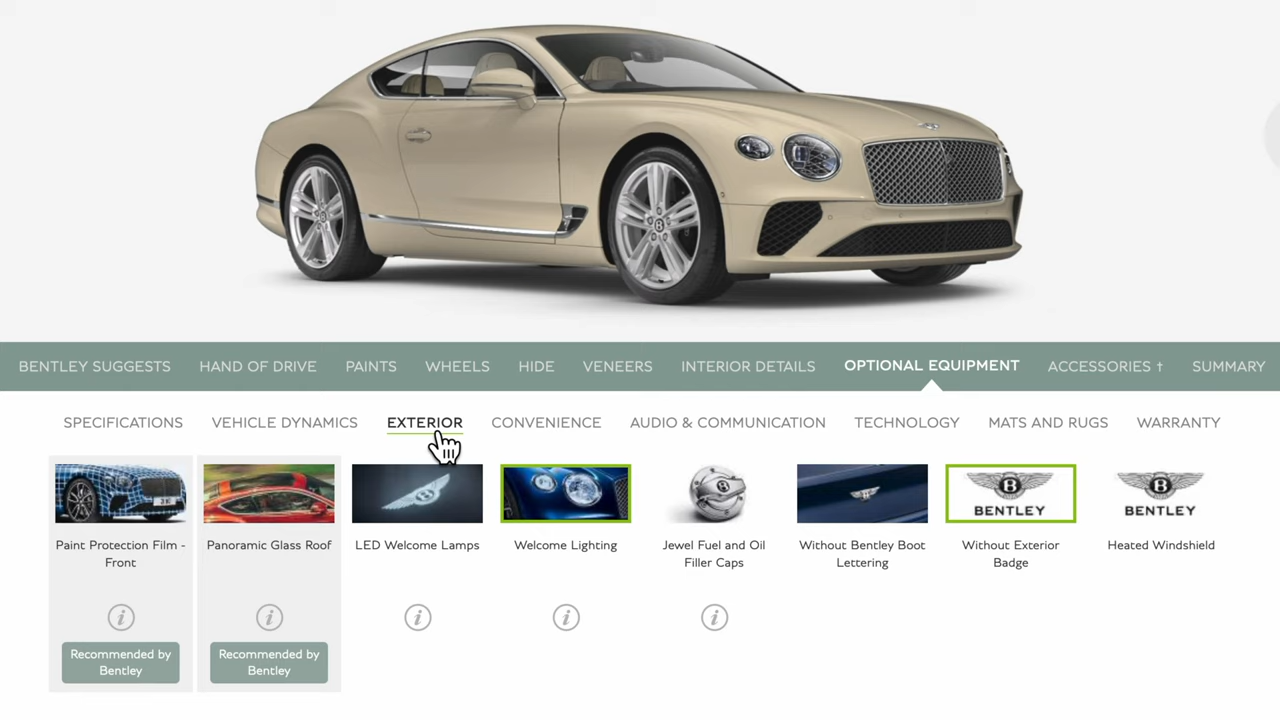 BENTLEY SUGGESTS HAND OF DRIVE PAINTS WHEELS HIDE VENEERS INTERIOR DETAILS OPTIONAL EQUIPMENT ACCESSORIES † SUMMARY
SPECIFICATIONS VEHICLE DYNAMICS EXTERIOR CONVENIENCE AUDIO & COMMUNICATION TECHNOLOGY MATS AND RUGS WARRANTY
B
BENTLEY
B
BENTLEY
Paint Protection Film -
Front
Panoramic Glass Roof
LED Welcome Lamps
Welcome Lighting
Jewel Fuel and Oil
Filler Caps
Without Bentley Boot
Lettering
Without Exterior
Badge
Heated Windshield
i
i
i
i
i
Recommended by
Bentley
Recommended by
Bentley